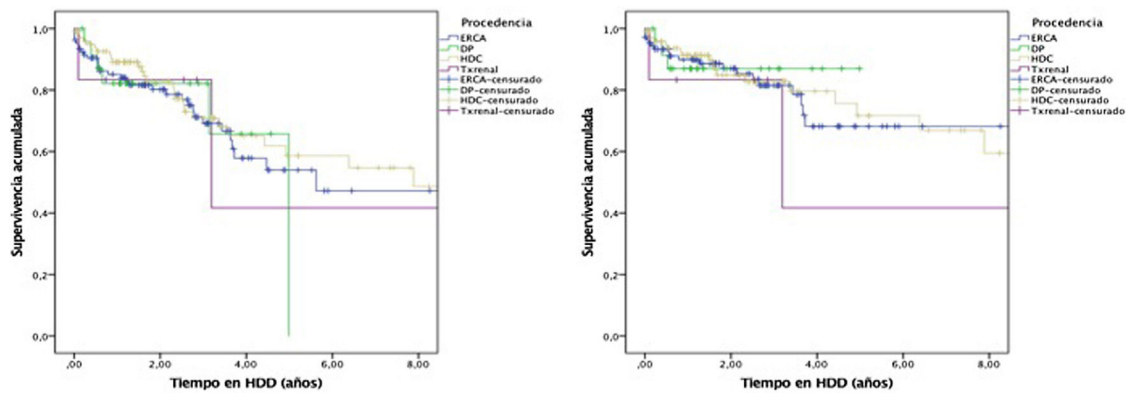 Procedencia
ERCA
DP
HDC
Txrenal
ERCA-censurado
DP-censurado
HDC-censurado
Txrenal-censurado
Supervivencia acumulada
1,0
0,8
0,6
0,4
0,2
0,0
,00 2,00 4,00 6,00 8,00
Tiempo en HDD (años)
Procedencia
ERCA
DP
HDC
Txrenal
ERCA-censurado
DP-censurado
HDC-censurado
Txrenal-censurado
Supervivencia acumulada
1,0
0,8
0,6
0,4
0,2
0,0
,00 2,00 4,00 6,00 8,00
Tiempo en HDD (años)